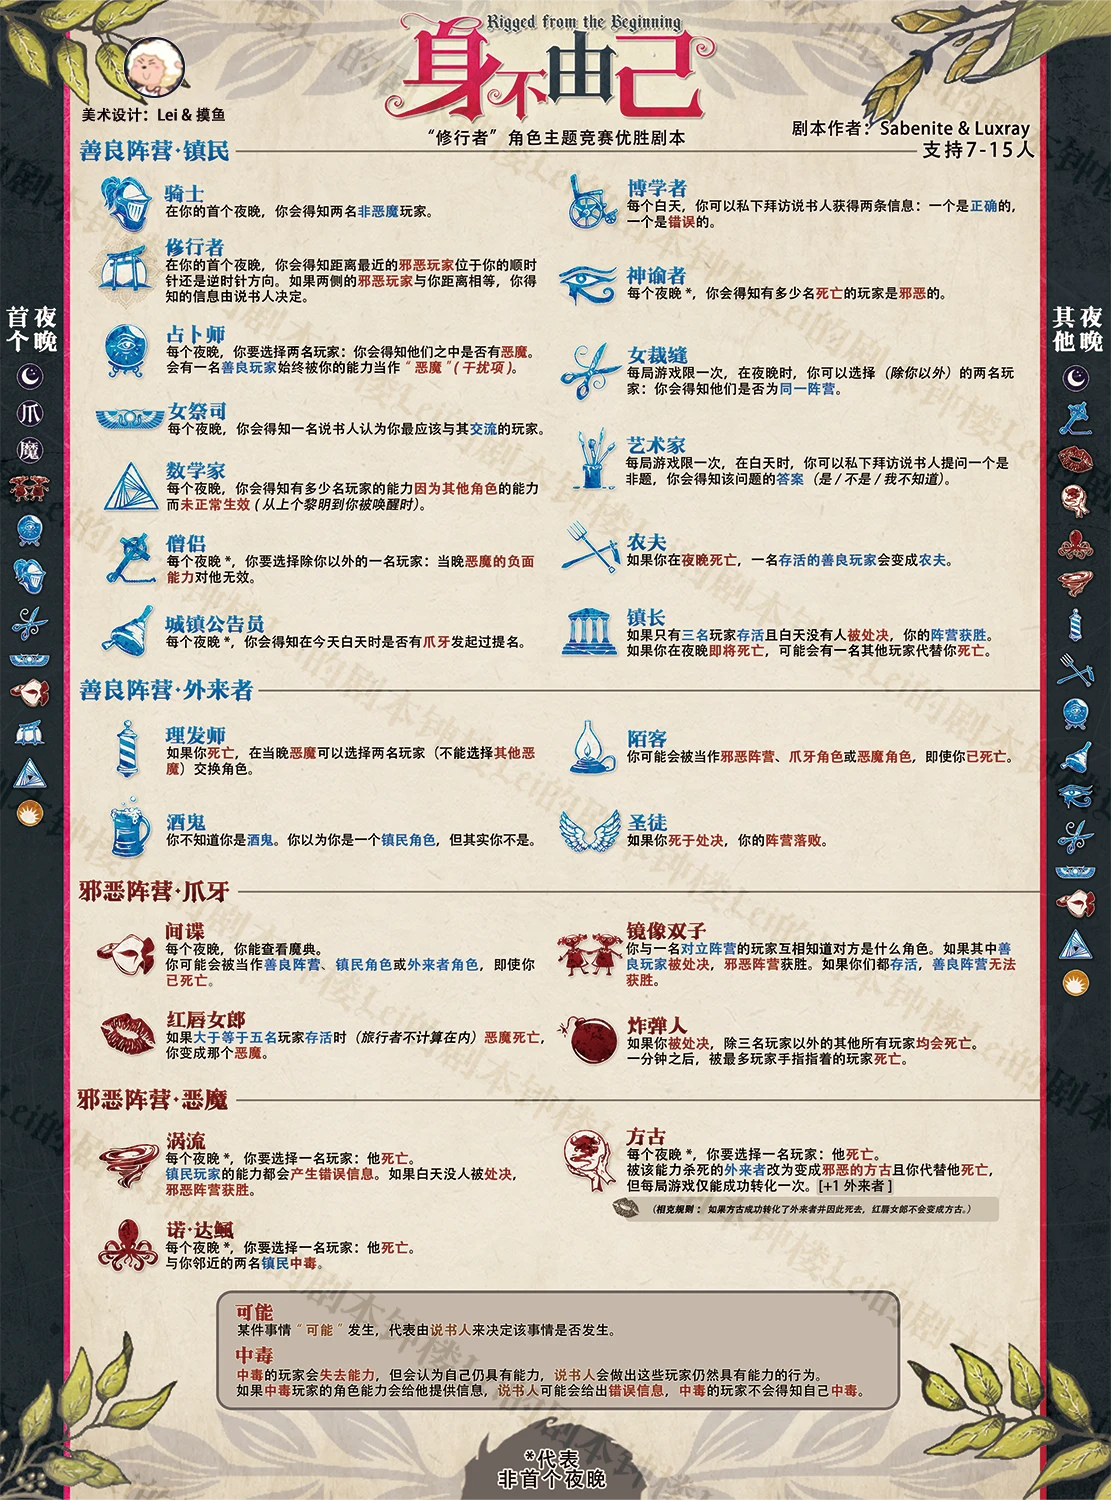 Rigged from the Beginning
身不由己
美术设计：Lei & 摸鱼
“修行者”角色主题竞赛优胜剧本
剧本作者：Sabenite & Luxray
支持7-15人
善良阵营·镇民
骑士
在你的首个夜晚，你会得知两名非恶魔玩家。
修行者
在你的首个夜晚，你会得知距离最近的邪恶玩家位于你的顺时
针还是逆时针方向。如果两侧的邪恶玩家与你距离相等，你得
知的信息由说书人决定。
占卜师
每个夜晚，你要选择两名玩家：你会得知他们之中是否有恶魔。
会有一名善良玩家始终被你的能力当作“恶魔”(干扰项)。
女祭司
每个夜晚，你会得知一名说书人认为你最应该与其交流的玩家。
数学家
每个夜晚，你会得知有多少名玩家的能力因为其他角色的能力
而未正常生效 (从上个黎明到你被唤醒时)。
僧侣
每个夜晚 *，你要选择除你以外的一名玩家：当晚恶魔的负面
能力对他无效。
城镇公告员
每个夜晚 *，你会得知在今天白天时是否有爪牙发起过提名。
博学者
每个白天，你可以私下拜访说书人获得两条信息：一个是正确的，
一个是错误的。
神谕者
每个夜晚 *，你会得知有多少名死亡的玩家是邪恶的。
女裁缝
每局游戏限一次，在夜晚时，你可以选择（除你以外）的两名玩
家：你会得知他们是否为同一阵营。
艺术家
每局游戏限一次，在白天时，你可以私下拜访说书人提问一个是
非题，你会得知该问题的答案（是 / 不是 / 我不知道）。
农夫
如果你在夜晚死亡，一名存活的善良玩家会变成农夫。
镇长
如果只有三名玩家存活且白天没有人被处决，你的阵营获胜。
如果你在夜晚即将死亡，可能会有一名其他玩家代替你死亡。
善良阵营·外来者
理发师
如果你死亡，在当晚恶魔可以选择两名玩家（不能选择其他恶
魔）交换角色。
酒鬼
你不知道你是酒鬼。你以为你是一个镇民角色，但其实你不是。
陌客
你可能会被当作邪恶阵营、爪牙角色或恶魔角色，即使你已死亡。
圣徒
如果你死于处决，你的阵营落败。
邪恶阵营·爪牙
间谍
每个夜晚，你能查看魔典。
你可能会被当作善良阵营、镇民角色或外来者角色，即使你
已死亡。
红唇女郎
如果大于等于五名玩家存活时（旅行者不计算在内）恶魔死亡，
你变成那个恶魔。
镜像双子
你与一名对立阵营的玩家互相知道对方是什么角色。如果其中善
良玩家被处决，邪恶阵营获胜。如果你们都存活，善良阵营无法
获胜。
炸弹人
如果你被处决，除三名玩家以外的其他所有玩家均会死亡。
一分钟之后，被最多玩家手指指着的玩家死亡。
邪恶阵营·恶魔
涡流
每个夜晚 *，你要选择一名玩家：他死亡。
镇民玩家的能力都会产生错误信息。如果白天没人被处决，
邪恶阵营获胜。
诺·达鲺
每个夜晚 *，你要选择一名玩家：他死亡。
与你邻近的两名镇民中毒。
方古
每个夜晚 *，你要选择一名玩家：他死亡。
被该能力杀死的外来者改为变成邪恶的方古且你代替他死亡，
但每局游戏仅能成功转化一次。[+1 外来者 ]
（相克规则：如果方古成功转化了外来者并因此死去，红唇女郎不会变成方古。）
可能
某件事情“可能”发生，代表由说书人来决定该事情是否发生。
中毒
中毒的玩家会失去能力，但会认为自己仍具有能力，说书人会做出这些玩家仍然具有能力的行为。
如果中毒玩家的角色能力会给他提供信息，说书人可能会给出错误信息，中毒的玩家不会得知自己中毒。
*代表
非首个夜晚
首个夜晚
爪
魔
其他夜晚